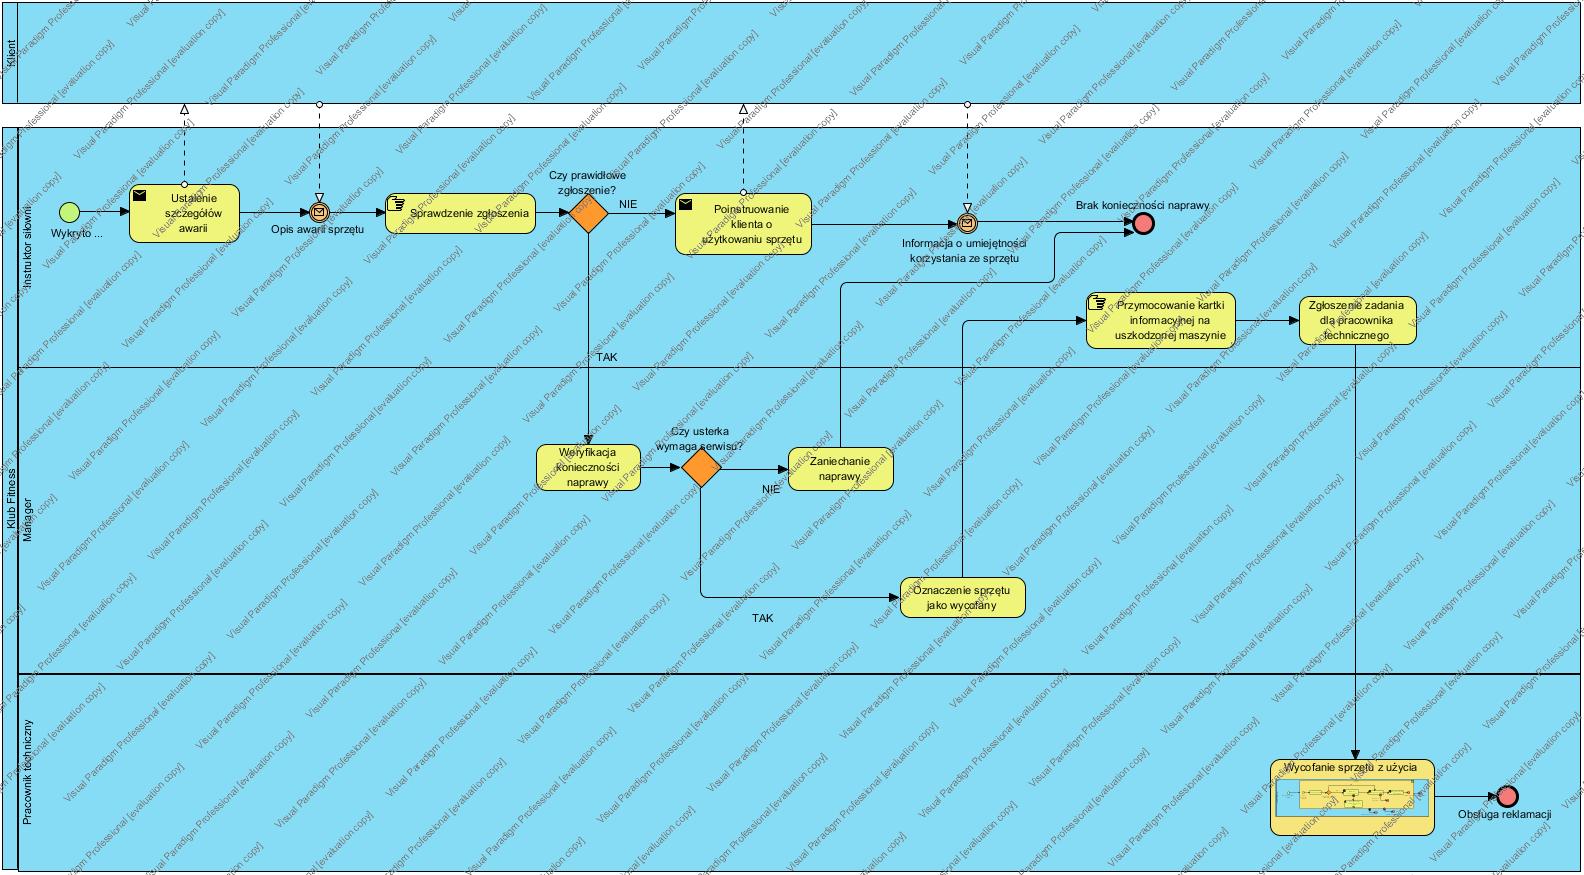 Klient
Klub Fitness
Instruktor siłowni
Wykryto ...
Ustalenie
szczegółów
awarii
Opis awarii sprzętu
Sprawdzenie zgłoszenia
Czy prawidłowe
zgłoszenie?
NIE
TAK
Poinstruowanie
klienta o
użytkowaniu sprzętu
Informacja o umiejętności
korzystania ze sprzętu
Brak konieczności naprawy
Przymocowanie kartki
informacyjnej na
uszkodzonej maszynie
Zgłoszenie zadania
dla pracownika
technicznego
Manager
Weryfikacja
konieczności
naprawy
Czy usterka
wymaga serwisu?
NIE
Zaniechanie
naprawy
TAK
Oznaczenie sprzętu
jako wycofany
Pracownik techniczny
Wycofanie sprzętu z użycia
Obsługa reklamacji
Visual Paradigm Professional [evaluation copy]